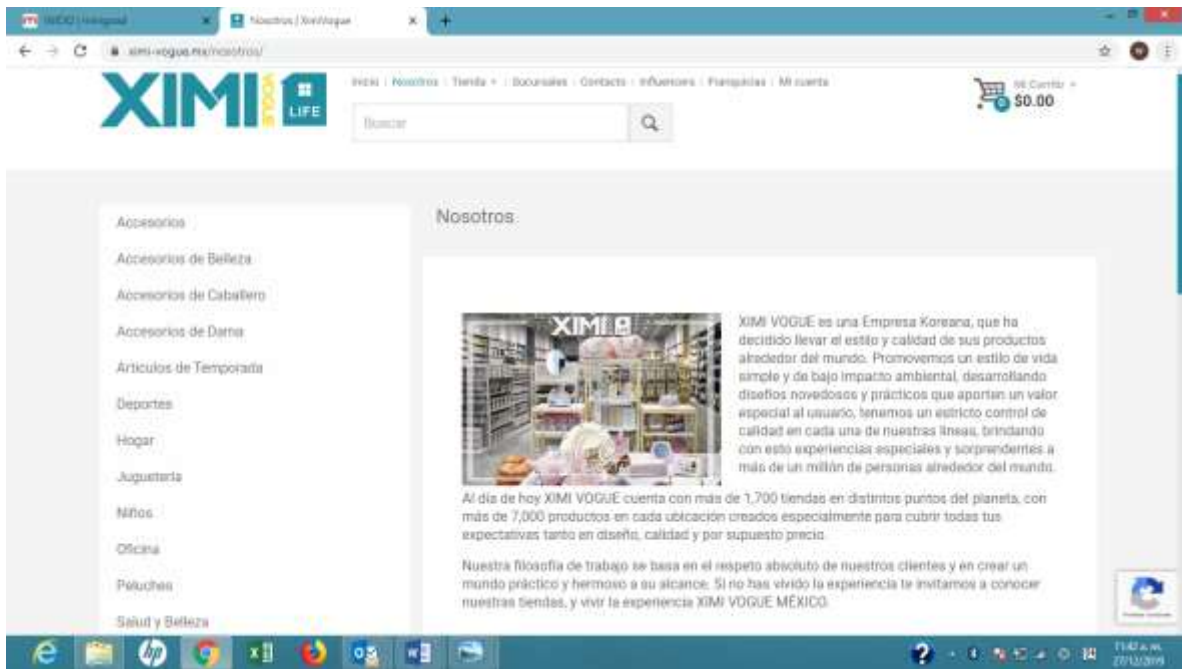 Nosotros | XimiVogue
ximi-vogue.mx/nosotros/
XIMI VOGUE LIFE
Inicio | Nosotros | Tienda | Sucursales | Contacto | Influencers | Franquicias | Mi cuenta
Mi Carrito
$0.00
Buscar
Accesorios
Accesorios de Belleza
Accesorios de Caballero
Accesorios de Dama
Artículos de Temporada
Deportes
Hogar
Juguetería
Niños
Oficina
Peluches
Salud y Belleza
Nosotros
XIMI
XIMI VOGUE es una Empresa Koreana, que ha
decidido llevar el estilo y calidad de sus productos
alrededor del mundo. Promovemos un estilo de vida
simple y de bajo impacto ambiental, desarrollando
diseños novedosos y prácticos que aporten un valor
especial al usuario, tenemos un estricto control de
calidad en cada una de nuestras líneas, brindando
con esto experiencias especiales y sorprendentes a
más de un millón de personas alrededor del mundo.
Al día de hoy XIMI VOGUE cuenta con más de 1,700 tiendas en distintos puntos del planeta, con
más de 7,000 productos en cada ubicación creados especialmente para cubrir todas tus
expectativas tanto en diseño, calidad y por supuesto precio.
Nuestra filosofía de trabajo se basa en el respeto absoluto de nuestros clientes y en crear un
mundo práctico y hermoso a su alcance. Si no has vivido la experiencia te invitamos a conocer
nuestras tiendas, y vivir la experiencia XIMI VOGUE MÉXICO.
11:42 a.m.
27/12/2019